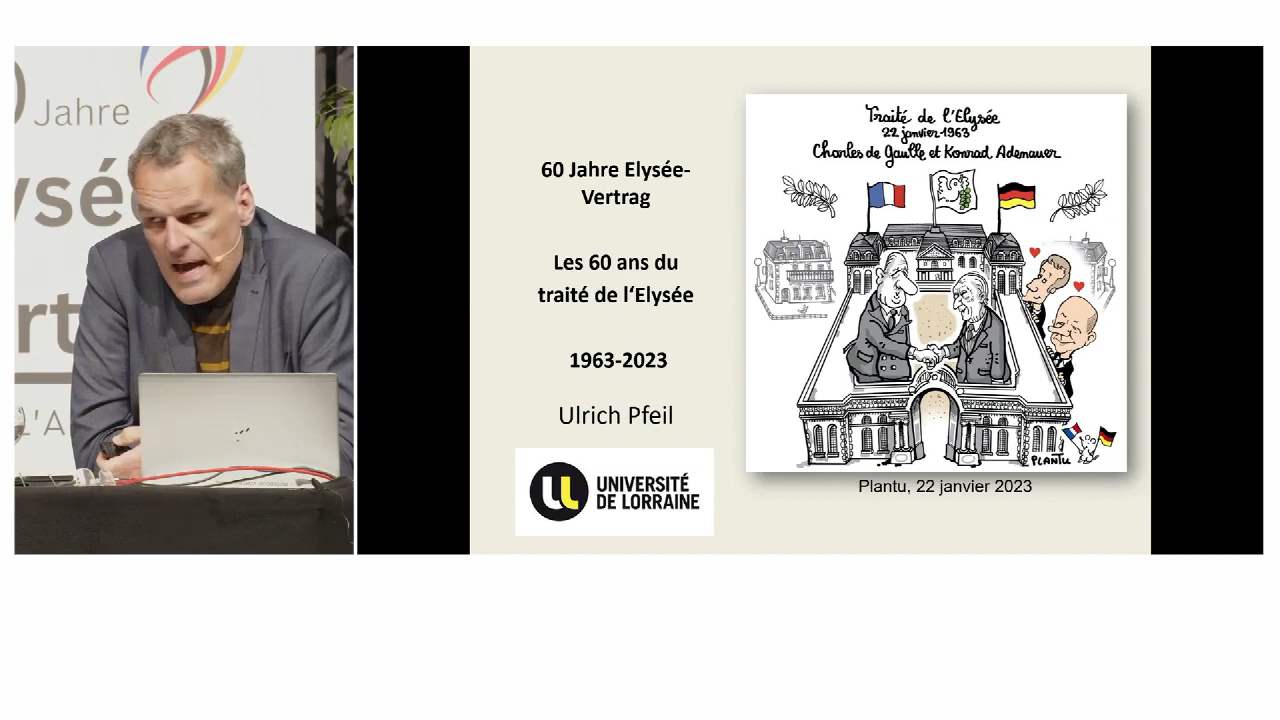 Jahre
60 Jahre Elysée-
Vertrag
Les 60 ans du
traité de l‘Elysée
1963-2023
Ulrich Pfeil
UNIVERSITÉ
DE LORRAINE
Traité de l'Elysée
22 janvier-1963
Charles de Gaulle et Konrad Adenauer
PLANTU
Plantu, 22 janvier 2023